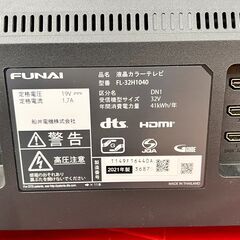 FUNAI
品名 液晶カラーテレビ
形名 FL-32H1040
定格電圧 19V
定格電流 1.7A
区分名 DN1
受信機型サイズ 32V
年間消費電力量 41kWh/年
船井電機株式会社
警告
高圧注意
dts
HDMI
JQA
G GUIDE
2021年製
MADE IN THAILAND